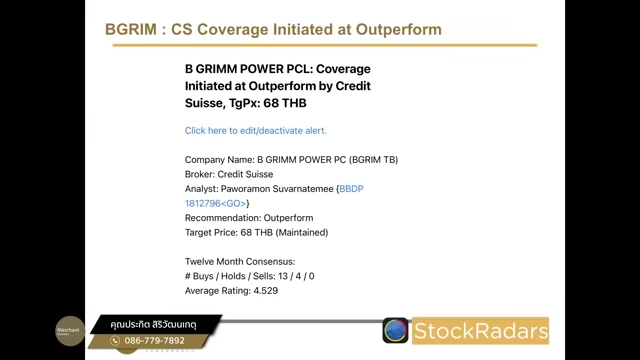 BGRIM : CS Coverage Initiated at Outperform
B GRIMM POWER PCL: Coverage
Initiated at Outperform by Credit
Suisse, TgPx: 68 THB
Click here to edit/deactivate alert.
Company Name: B GRIMM POWER PC (BGRIM TB)
Broker: Credit Suisse
Analyst: Paworamon Suvarnatemee {BBDP
1812796<GO>}
Recommendation: Outperform
Target Price: 68 THB (Maintained)
Twelve Month Consensus:
# Buys / Holds / Sells: 13 / 4 / 0
Average Rating: 4.529
Merchant
คุณประกิต สิริวัฒนเกตุ
086-779-7892
StockRadars